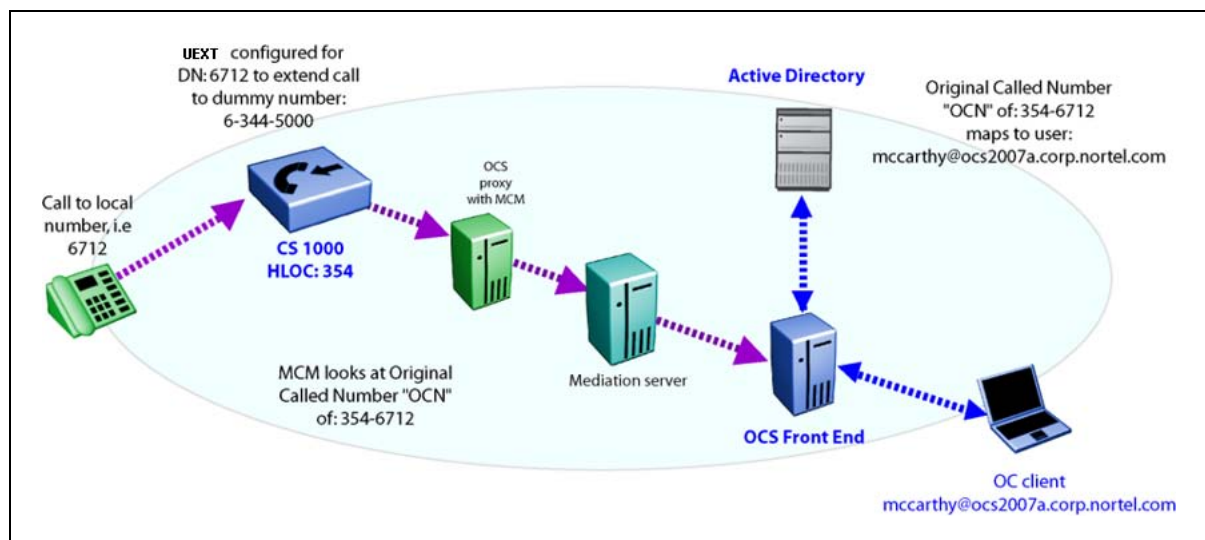 UEXT configured for
DN: 6712 to extend call
to dummy number:
6-344-5000
Active Directory
Original Called Number
"OCN" of: 354-6712
maps to user:
mccarthy@ocs2007a.corp.nortel.com
Call to local
number, i.e
6712
OCS
proxy
with MCM
CS 1000
HLOC: 354
MCM looks at Original
Called Number "OCN"
of: 354-6712
Mediation server
OCS Front End
OC client
mccarthy@ocs2007a.corp.nortel.com